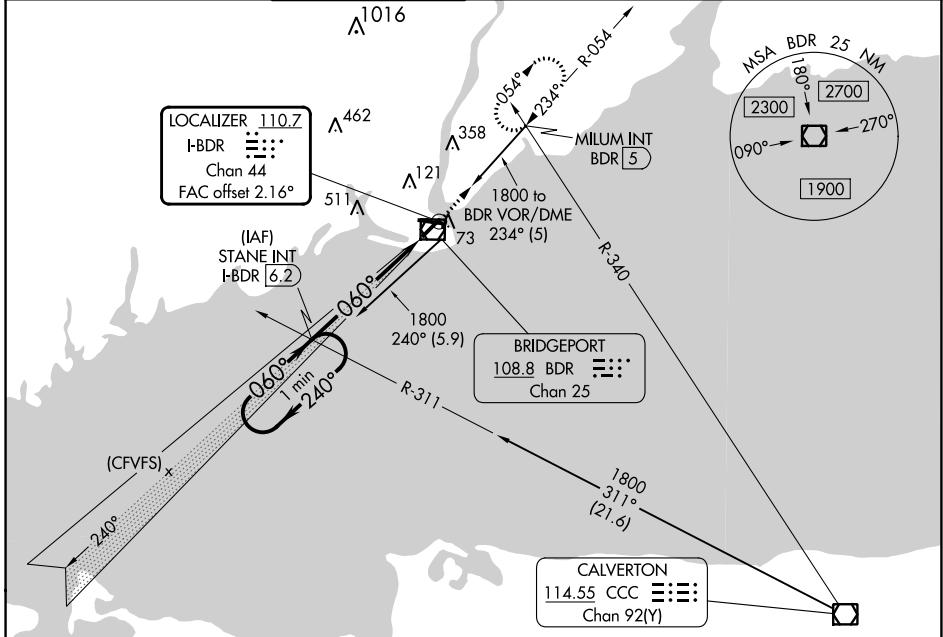 1016
462
358
121
511
73
LOCALIZER 110.7
I-BDR
Chan 44
FAC offset 2.16°
R-054
054°
234°
MILUM INT
BDR 5
1800 to
BDR VOR/DME
234° (5)
MSA BDR 25 NM
180°
2300
2700
090°
270°
1900
(IAF)
STANE INT
I-BDR 6.2
060°
1800
240° (5.9)
BRIDGEPORT
108.8 BDR
Chan 25
R-340
060°
1 min
240°
R-311
(CFVFS) x
240°
1800
311°
(21.6)
CALVERTON
114.55 CCC
Chan 92(Y)